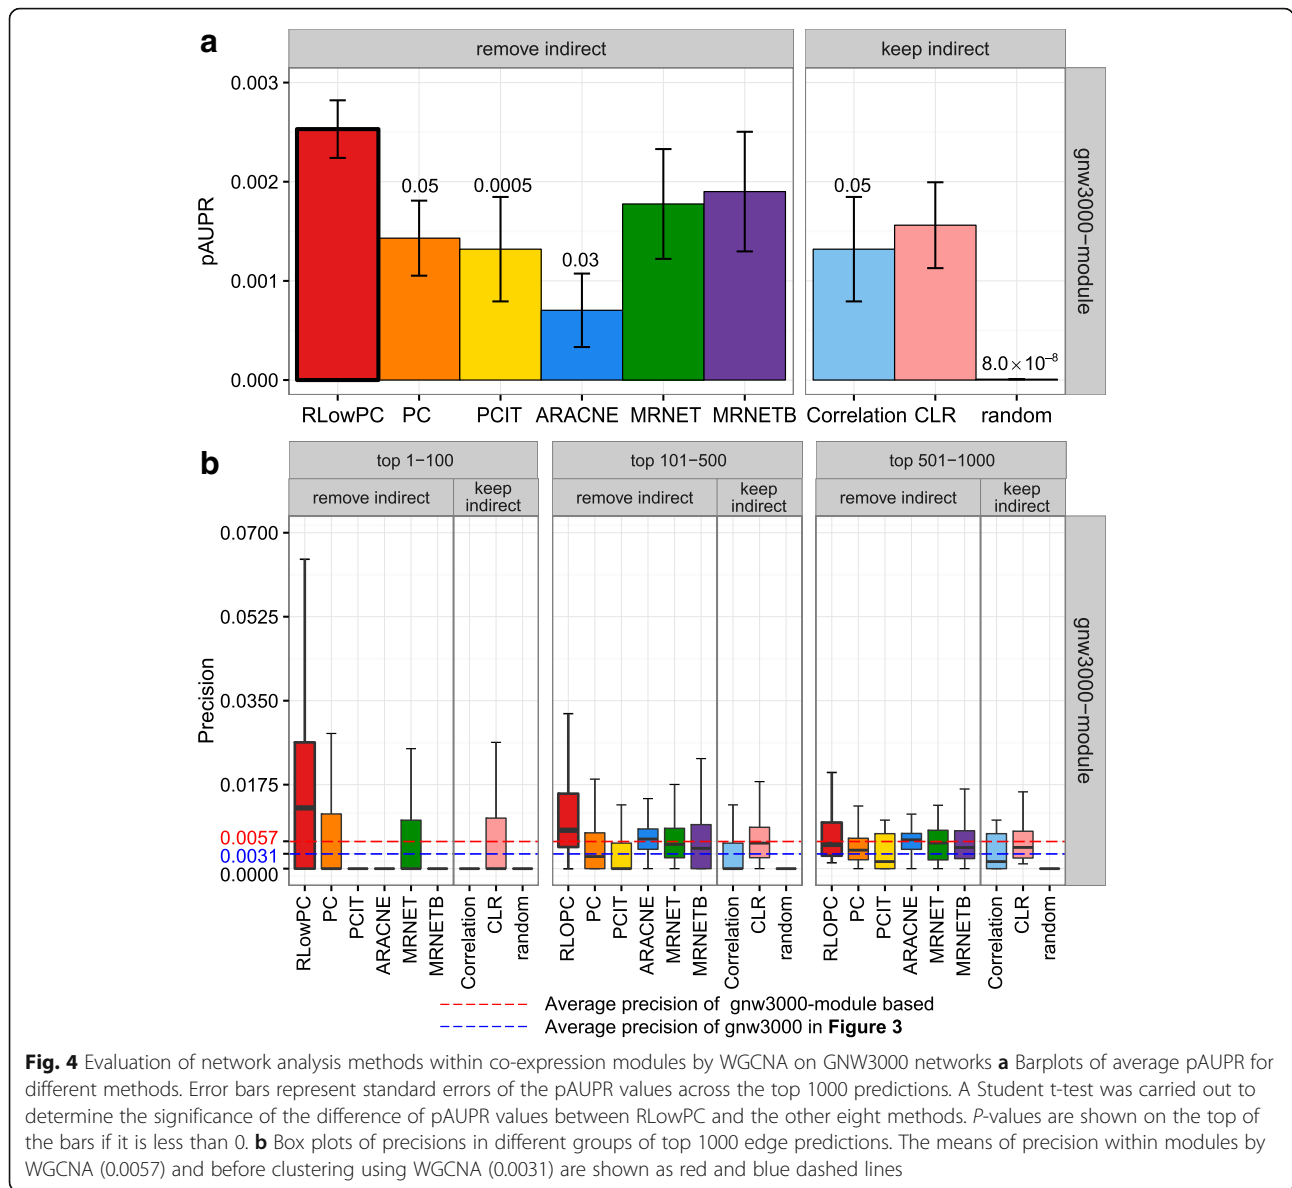 a
remove indirect
keep indirect
0.003
0.002
0.001
0.000
pAUPR
0.05
0.0005
0.03
0.05
8.0 × 10⁻⁸
gnw3000−module
RLowPC PC PCIT ARACNE MRNET MRNETB Correlation CLR random
b
top 1−100
top 101−500
top 501−1000
remove indirect
keep indirect
remove indirect
keep indirect
remove indirect
keep indirect
0.0700
0.0525
0.0350
0.0175
0.0057
0.0031
0.0000
Precision
gnw3000−module
RLowPC PC PCIT ARACNE MRNET MRNETB Correlation CLR random
RLOPC PC PCIT ARACNE MRNET MRNETB Correlation CLR random
RLOPC PC PCIT ARACNE MRNET MRNETB Correlation CLR random
Average precision of gnw3000-module based
Average precision of gnw3000 in Figure 3
Fig. 4 Evaluation of network analysis methods within co-expression modules by WGCNA on GNW3000 networks a Barplots of average pAUPR for
different methods. Error bars represent standard errors of the pAUPR values across the top 1000 predictions. A Student t-test was carried out to
determine the significance of the difference of pAUPR values between RLowPC and the other eight methods. P-values are shown on the top of
the bars if it is less than 0. b Box plots of precisions in different groups of top 1000 edge predictions. The means of precision within modules by
WGCNA (0.0057) and before clustering using WGCNA (0.0031) are shown as red and blue dashed lines